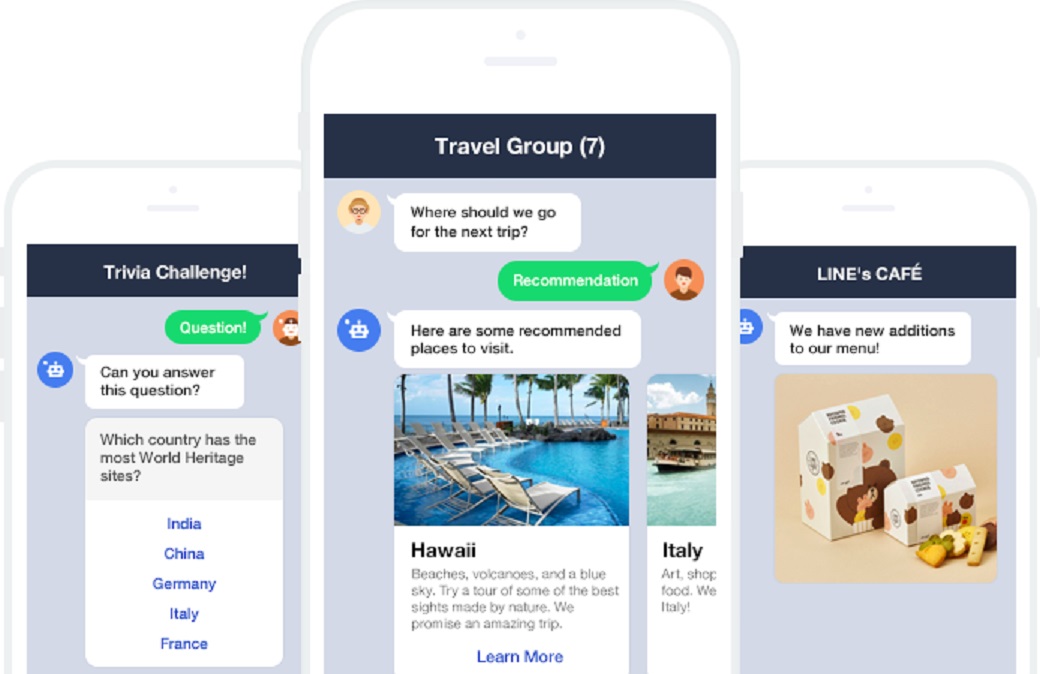 Trivia Challenge!
Question!
Can you answer
this question?
Which country has the
most World Heritage
sites?
India
China
Germany
Italy
France
Travel Group (7)
Where should we go
for the next trip?
Recommendation
Here are some recommended
places to visit.
Hawaii
Beaches, volcanoes, and a blue
sky. Try a tour of some of the best
sights made by nature. We
promise an amazing trip.
Learn More
Italy
Art, shop
food. We
Italy!
LINE's CAFÉ
We have new additions
to our menu!